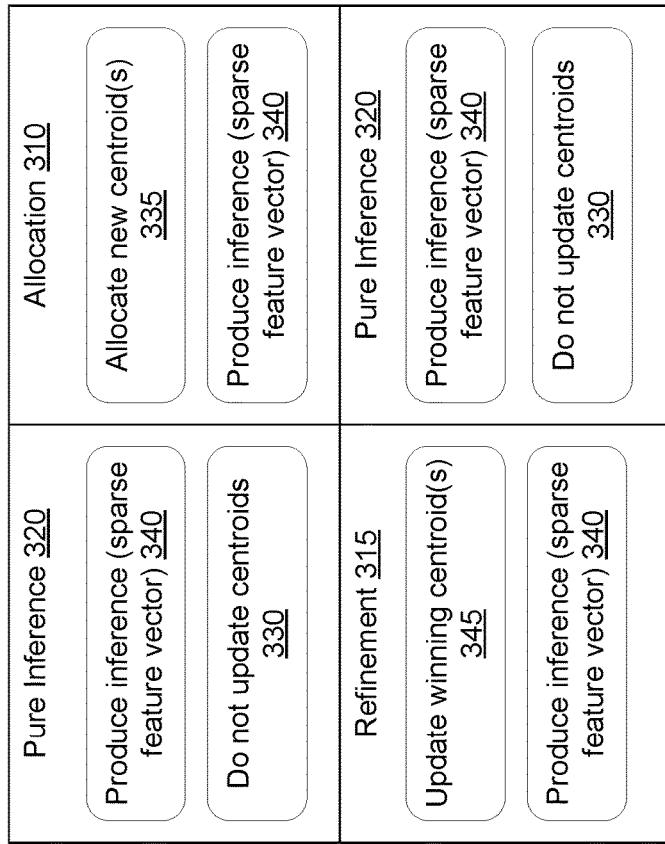 Pure Inference 320
Produce inference (sparse
feature vector) 340
Do not update centroids
330
Allocation 310
Allocate new centroid(s)
335
Produce inference (sparse
feature vector) 340
Refinement 315
Update winning centroid(s)
345
Produce inference (sparse
feature vector) 340
Pure Inference 320
Produce inference (sparse
feature vector) 340
Do not update centroids
330